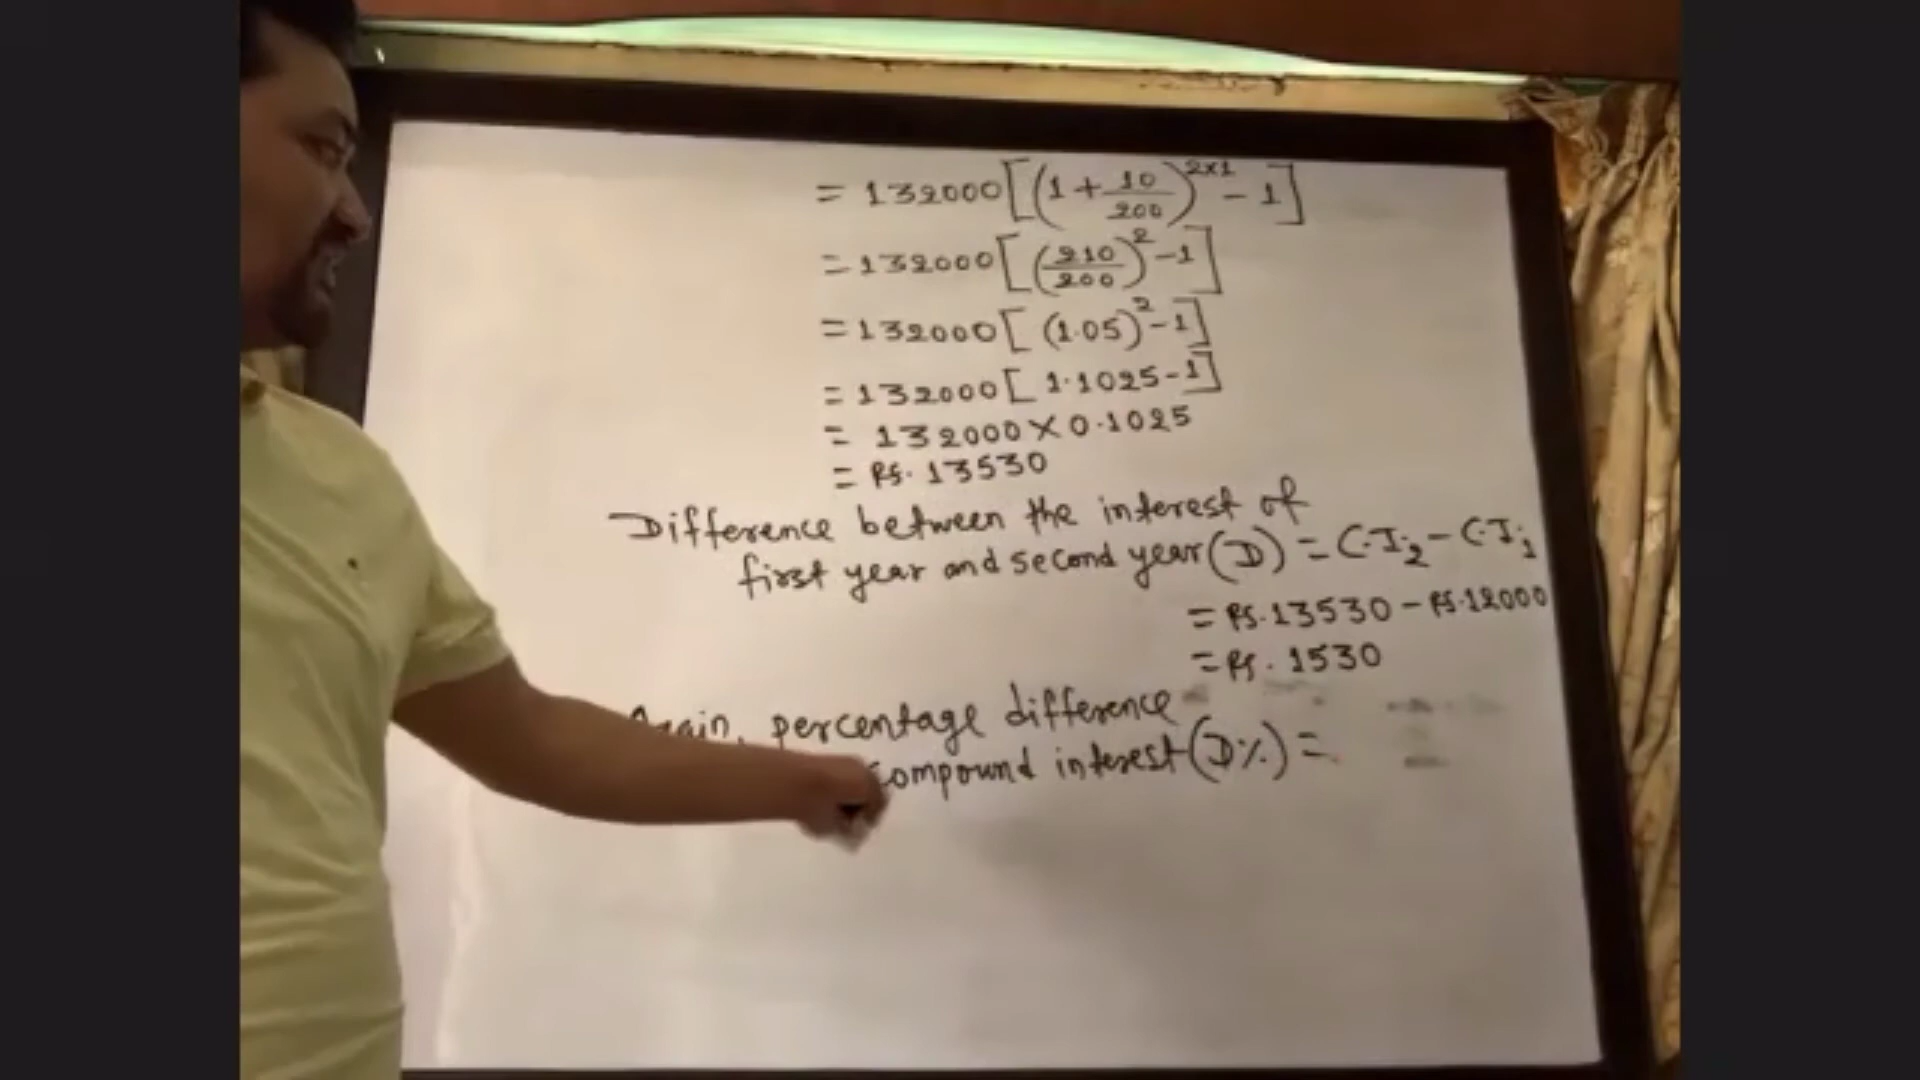 = 132000[(1+10/200)^2×1 - 1]
= 132000[(210/200)^2 - 1]
= 132000[(1.05)^2 - 1]
= 132000[1.1025-1]
= 132000×0.1025
= Rs. 13530
Difference between the interest of
first year and second year (D) = C.I.2 - C.I.1
= Rs. 13530 - Rs. 12000
= Rs. 1530
percentage difference
compound interest (D%) =